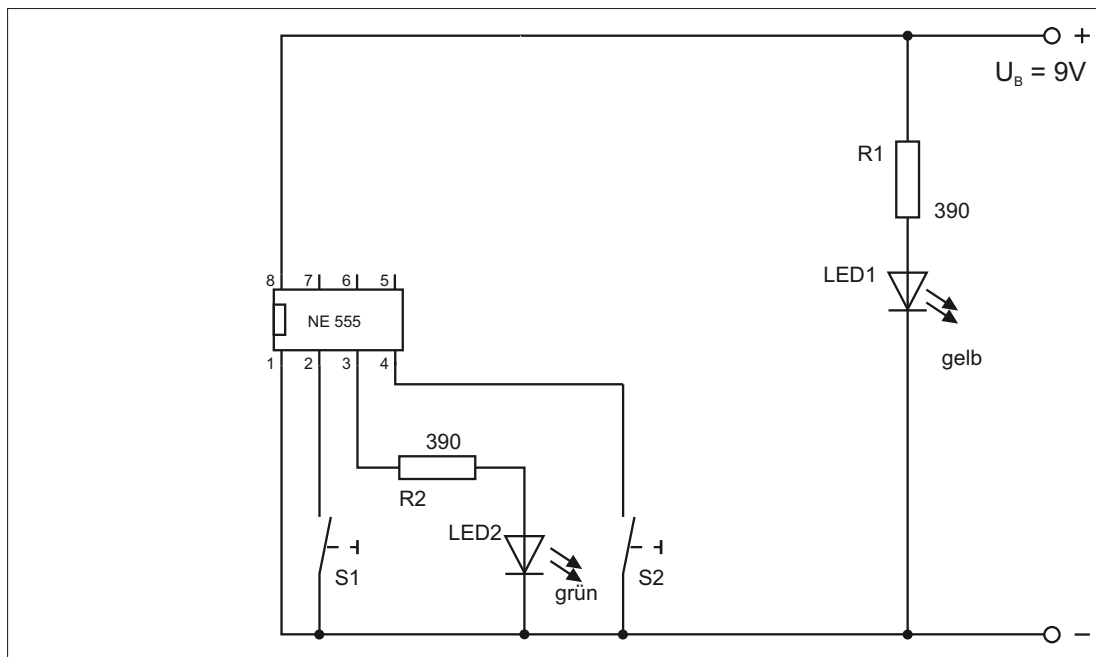 +
U_B = 9V
R1
390
LED1
gelb
8 7 6 5
NE 555
1 2 3 4
390
R2
LED2
grün
S1
S2
−